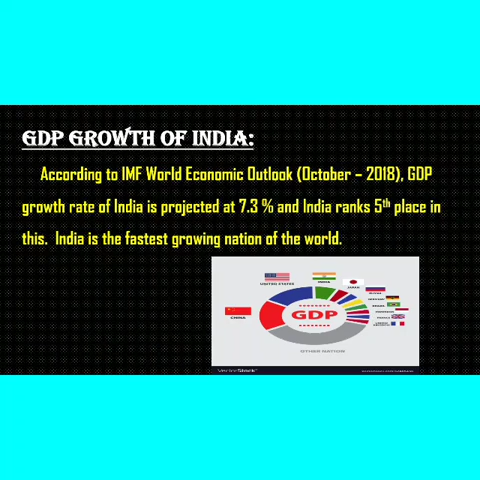 GDP GROWTH OF INDIA:
According to IMF World Economic Outlook (October – 2018), GDP
growth rate of India is projected at 7.3 % and India ranks 5th place in
this. India is the fastest growing nation of the world.
UNITED STATES
INDIA
JAPAN
CHINA
GDP
OTHER NATION
VectorStock